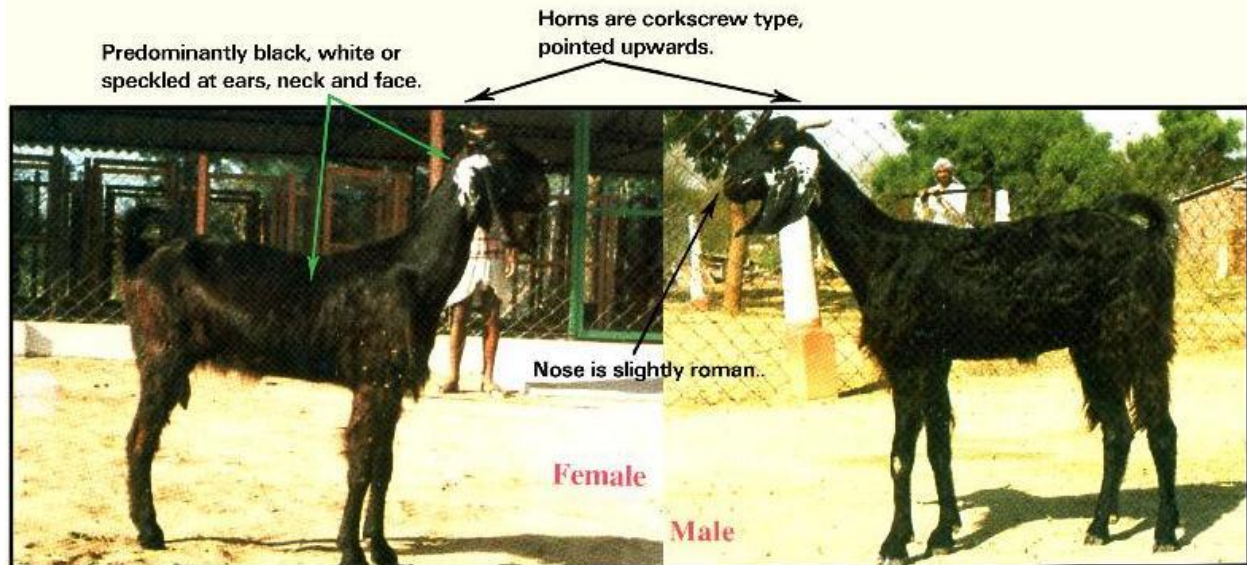 Horns are corkscrew type,
pointed upwards.
Predominantly black, white or
speckled at ears, neck and face.
Nose is slightly roman..
Female
Male